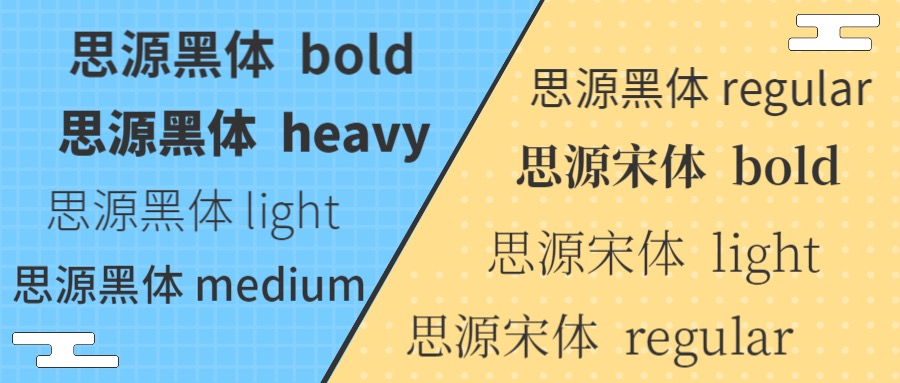 思源黑体 bold
思源黑体 heavy
思源黑体 light
思源黑体 medium
思源黑体 regular
思源宋体 bold
思源宋体 light
思源宋体 regular